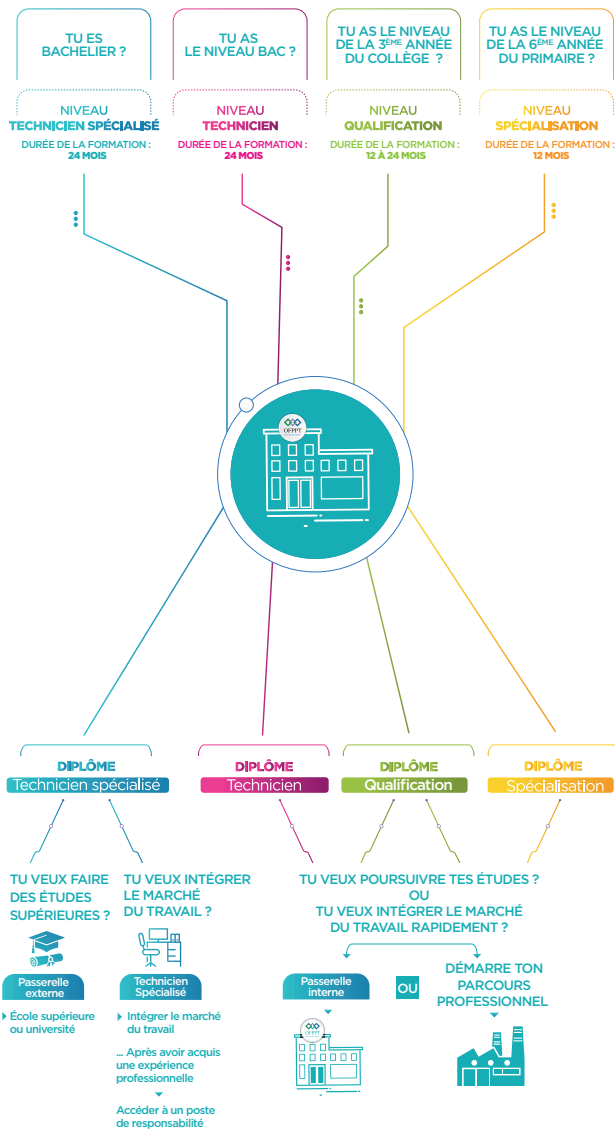 TU ES
BACHELIER ?
TU AS
LE NIVEAU BAC ?
TU AS LE NIVEAU
DE LA 3ÈME ANNÉE
DU COLLÈGE ?
TU AS LE NIVEAU
DE LA 6ÈME ANNÉE
DU PRIMAIRE ?
NIVEAU
TECHNICIEN SPÉCIALISÉ
DURÉE DE LA FORMATION :
24 MOIS
NIVEAU
TECHNICIEN
DURÉE DE LA FORMATION :
24 MOIS
NIVEAU
QUALIFICATION
DURÉE DE LA FORMATION :
12 À 24 MOIS
NIVEAU
SPÉCIALISATION
DURÉE DE LA FORMATION :
12 MOIS
OFPPT
DIPLÔME
Technicien spécialisé
DIPLÔME
Technicien
DIPLÔME
Qualification
DIPLÔME
Spécialisation
TU VEUX FAIRE
DES ÉTUDES
SUPÉRIEURES ?
Passerelle
externe
École supérieure
ou université
TU VEUX INTÉGRER
LE MARCHÉ
DU TRAVAIL ?
Technicien
Spécialisé
Intégrer le marché
du travail
... Après avoir acquis
une expérience
professionnelle
Accéder à un poste
de responsabilité
TU VEUX POURSUIVRE TES ÉTUDES ?
OU
TU VEUX INTÉGRER LE MARCHÉ
DU TRAVAIL RAPIDEMENT ?
Passerelle
interne
OFPPT
OU
DÉMARRE TON
PARCOURS
PROFESSIONNEL